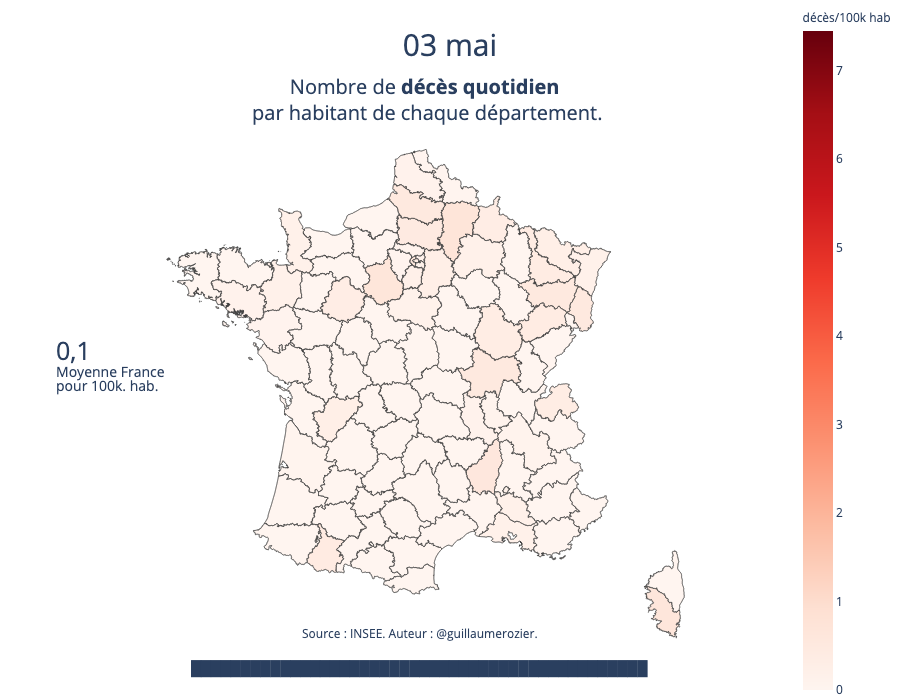 décès/100k hab
03 mai
Nombre de décès quotidien
par habitant de chaque département.
7
6
5
4
3
2
1
0
0,1
Moyenne France
pour 100k. hab.
Source : INSEE. Auteur : @guillaumerozier.